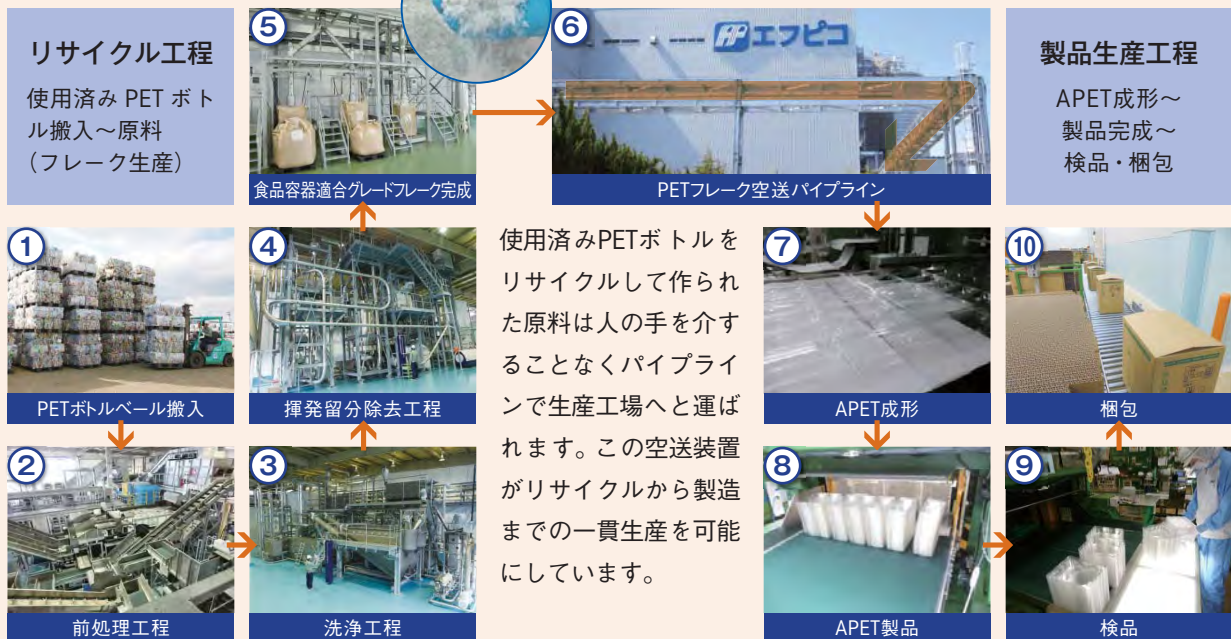 リサイクル工程
使用済み PET ボト
ル搬入〜原料
（フレーク生産）
⑤
食品容器適合グレードフレーク完成
⑥
エフピコ
PETフレーク空送パイプライン
製品生産工程
APET成形〜
製品完成〜
検品・梱包
①
PETボトルベール搬入
②
前処理工程
③
洗浄工程
④
揮発留分除去工程
使用済みPETボトルを
リサイクルして作られ
た原料は人の手を介す
ることなくパイプライ
ンで生産工場へと運ば
れます。この空送装置
がリサイクルから製造
までの一貫生産を可能
にしています。
⑦
APET成形
⑧
APET製品
⑨
検品
⑩
梱包